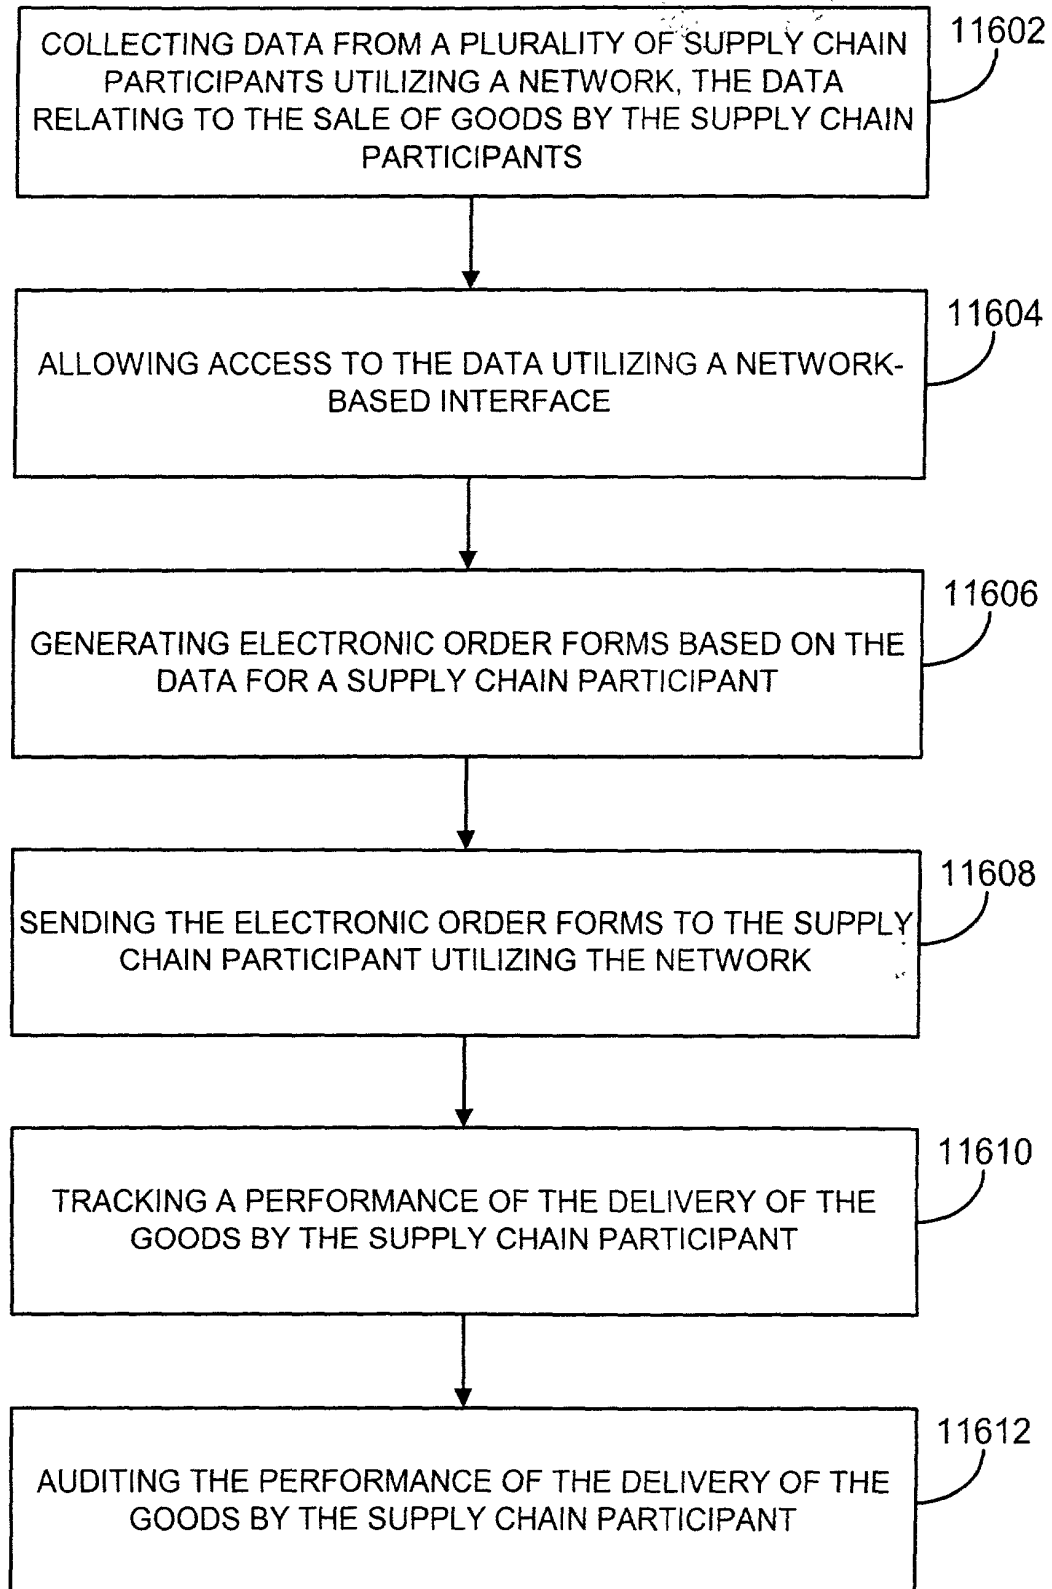 COLLECTING DATA FROM A PLURALITY OF SUPPLY CHAIN
PARTICIPANTS UTILIZING A NETWORK, THE DATA
RELATING TO THE SALE OF GOODS BY THE SUPPLY CHAIN
PARTICIPANTS
11602
ALLOWING ACCESS TO THE DATA UTILIZING A NETWORK-
BASED INTERFACE
11604
GENERATING ELECTRONIC ORDER FORMS BASED ON THE
DATA FOR A SUPPLY CHAIN PARTICIPANT
11606
SENDING THE ELECTRONIC ORDER FORMS TO THE SUPPLY
CHAIN PARTICIPANT UTILIZING THE NETWORK
11608
TRACKING A PERFORMANCE OF THE DELIVERY OF THE
GOODS BY THE SUPPLY CHAIN PARTICIPANT
11610
AUDITING THE PERFORMANCE OF THE DELIVERY OF THE
GOODS BY THE SUPPLY CHAIN PARTICIPANT
11612